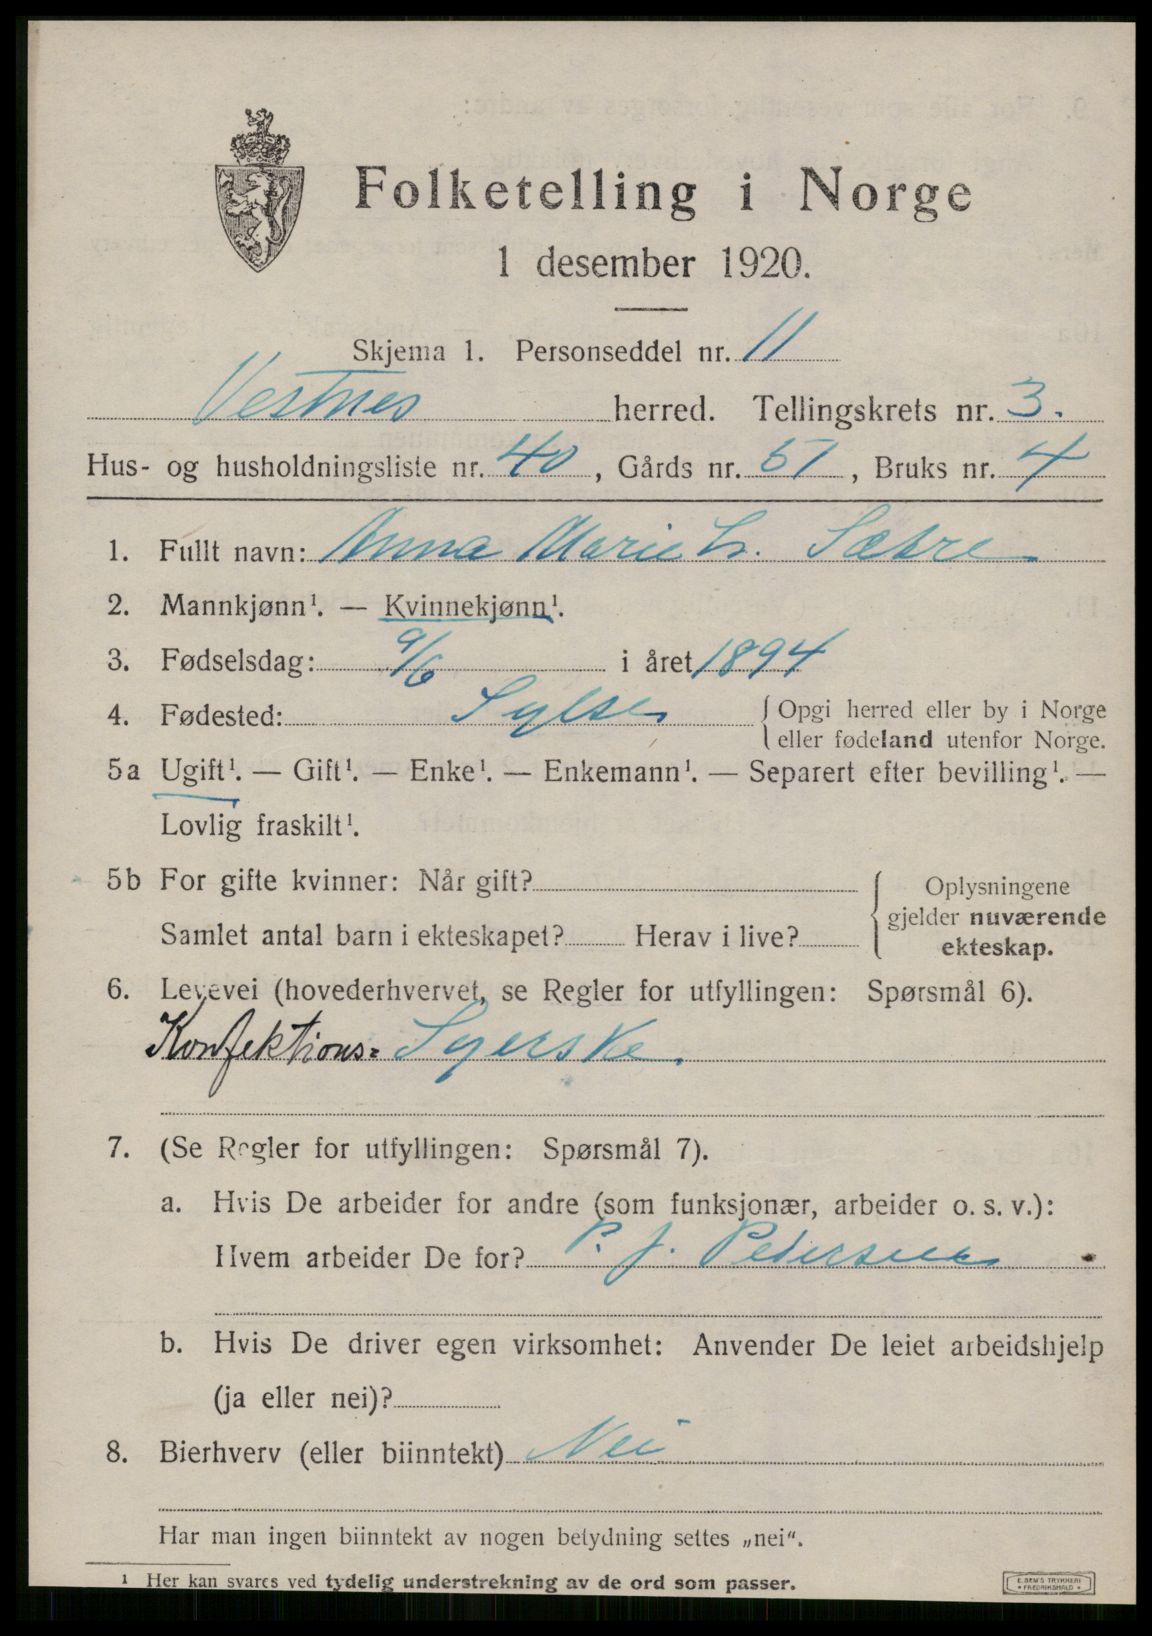 Folketelling i Norge
1 desember 1920.
Skjema 1. Personseddel nr. 11
Vestnes herred. Tellingskrets nr. 3.
Hus- og husholdningsliste nr. 40, Gårds nr. 51, Bruks nr. 4
1. Fullt navn: Anna Marie L. Sætre
2. Mannkjønn¹. — Kvinnekjønn¹.
3. Fødselsdag: 9/6 i året 1894
4. Fødested: Sylse { Opgi herred eller by i Norge
eller fødeland utenfor Norge.
5a Ugift¹. — Gift¹. — Enke¹. — Enkemann¹. — Separert efter bevilling¹. —
Lovlig fraskilt¹.
5b For gifte kvinner: Når gift?
Samlet antal barn i ekteskapet? Herav i live?
{ Oplysningene
gjelder nuværende
ekteskap.
6. Levevei (hovederhvervet, se Regler for utfyllingen: Spørsmål 6).
Konfektions= Syerske.
7. (Se Regler for utfyllingen: Spørsmål 7).
a. Hvis De arbeider for andre (som funksjonær, arbeider o. s. v.):
Hvem arbeider De for? P. J. Petersen
b. Hvis De driver egen virksomhet: Anvender De leiet arbeidshjelp
(ja eller nei)?
8. Bierhverv (eller biinntekt) Nei
Har man ingen biinntekt av nogen betydning settes „nei“.
¹ Her kan svares ved tydelig understrekning av de ord som passer.
E. SEM'S TRYKKERI
• FREDRIKSHALD •